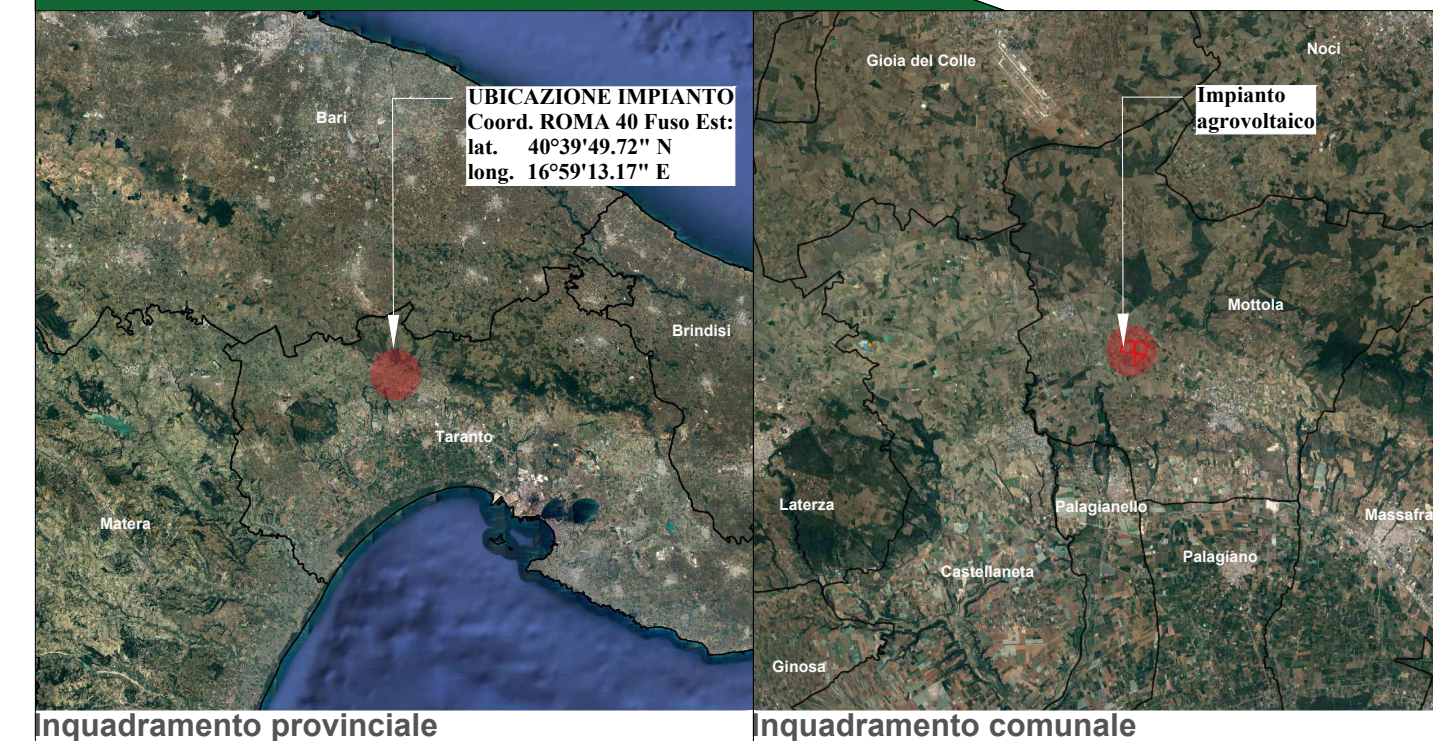 Bari
UBICAZIONE IMPIANTO
Coord. ROMA 40 Fuso Est:
lat. 40°39'49.72" N
long. 16°59'13.17" E
Brindisi
Taranto
Matera
Inquadramento provinciale
Gioia del Colle
Noci
Impianto
agrovoltaico
Mottola
Laterza
Palagianello
Massafra
Palagiano
Castellaneta
Ginosa
Inquadramento comunale